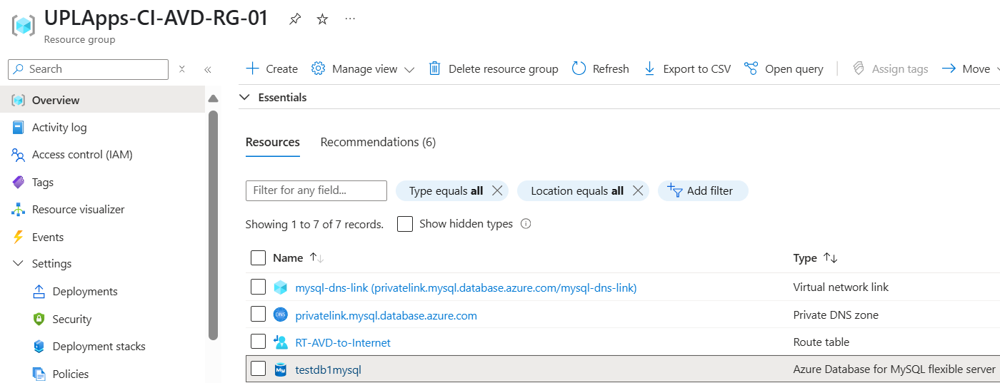 UPLApps-CI-AVD-RG-01
Resource group
Search
Create Manage view Delete resource group Refresh Export to CSV Open query Assign tags Move
Overview
Activity log
Access control (IAM)
Tags
Resource visualizer
Events
Settings
Deployments
Security
Deployment stacks
Policies
Essentials
Resources Recommendations (6)
Filter for any field... Type equals all Location equals all Add filter
Showing 1 to 7 of 7 records. Show hidden types
Name Type
mysql-dns-link (privatelink.mysql.database.azure.com/mysql-dns-link) Virtual network link
DNS privatelink.mysql.database.azure.com Private DNS zone
RT-AVD-to-Internet Route table
My testdb1mysql Azure Database for MySQL flexible server